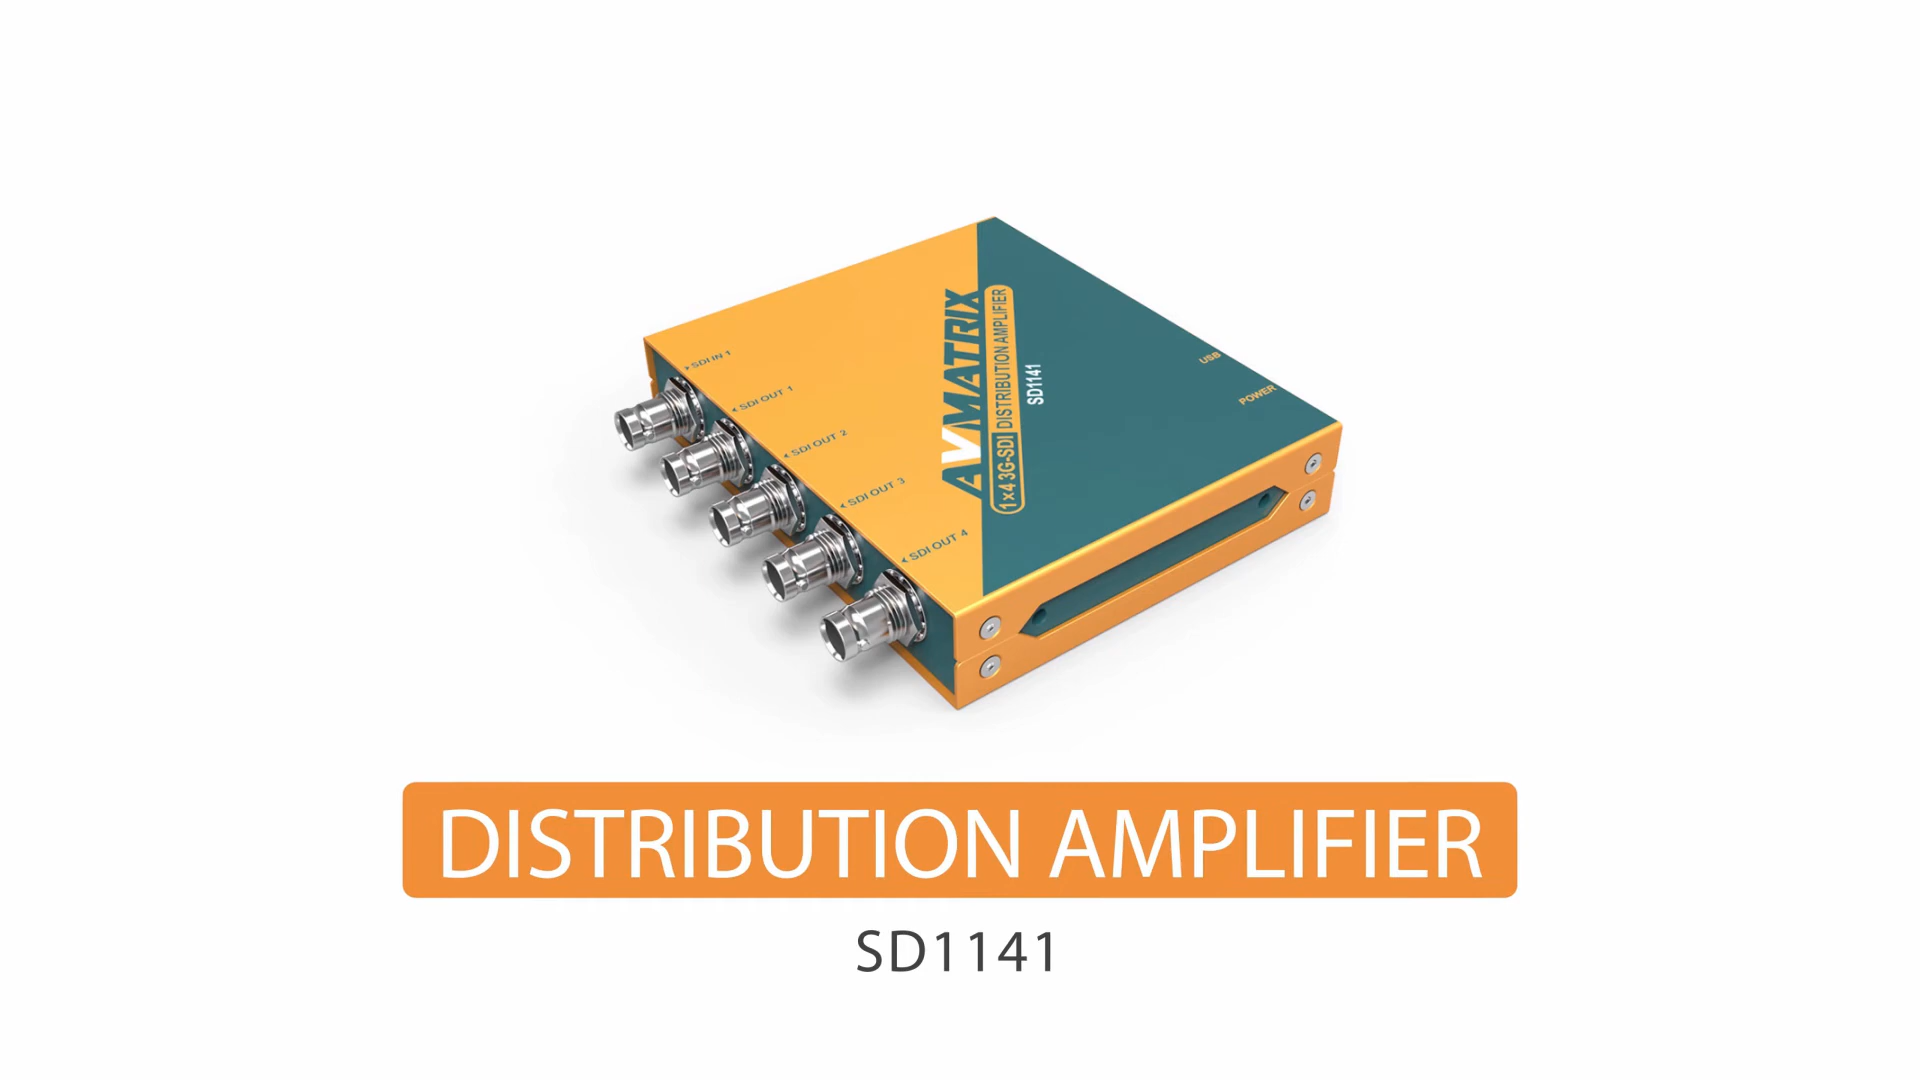 ▸SDI IN 1
◂SDI OUT 1
◂SDI OUT 2
◂SDI OUT 3
◂SDI OUT 4
AVMATRIX
1×4 3G-SDI DISTRIBUTION AMPLIFIER
SD1141
USB
POWER
DISTRIBUTION AMPLIFIER
SD1141